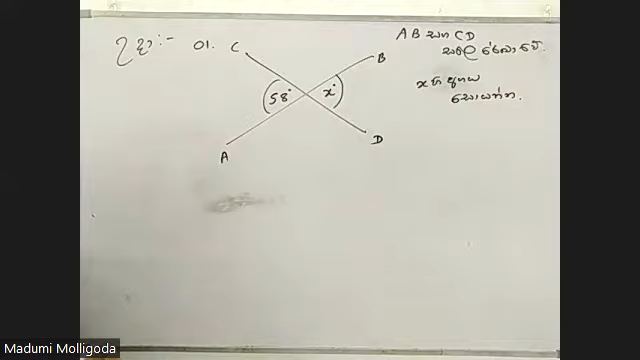 උදා:- 01.
C
B
58°
x°
A
D
AB සහ CD
සරල රේඛා වේ.
x හි අගය
සොයන්න.
Madumi Molligoda